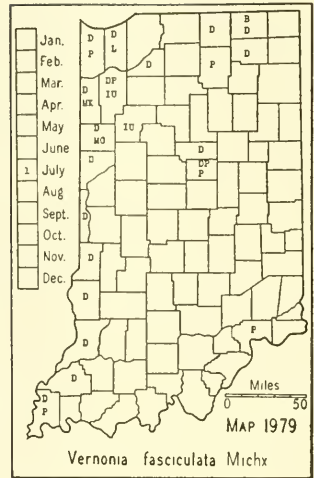 Jan.
Feb.
Mar.
Apr.
May
June
1 July
Aug
Sept.
Oct.
Nov.
Dec.
D D D B
P L D D
D P
D DP
MK IU
D IU
MO D
D DP
P
D
D
D
D P
D
D
P
Miles
0 50
MAP 1979
Vernonia fasciculata Michx